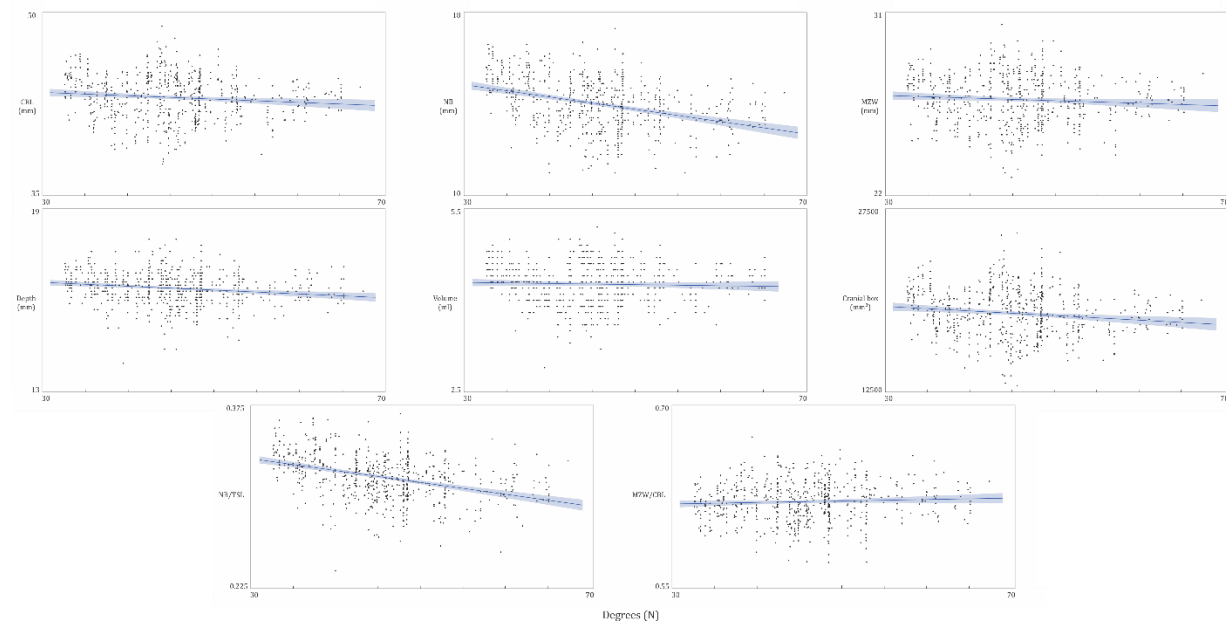 50
CBL
(mm)
35
30
70
18
NB
(mm)
10
30
70
31
MZW
(mm)
22
30
70
19
Depth
(mm)
13
30
70
5.5
Volume
(ml)
2.5
30
70
27500
Cranial box
(mm³)
12500
30
70
0.375
NB/TSL
0.225
30
70
0.70
MZW/CBL
0.55
30
70
Degrees (N)